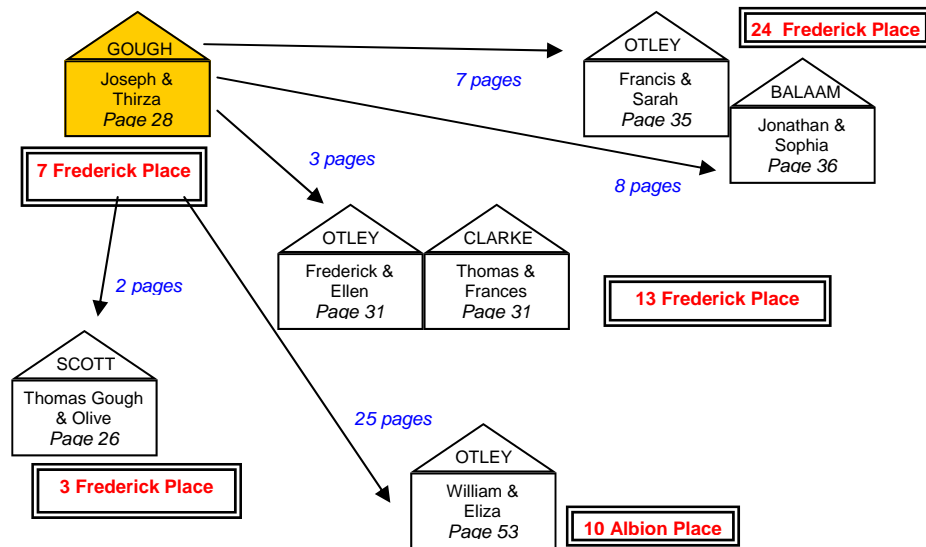 GOUGH
Joseph &
Thirza
Page 28
7 Frederick Place
7 pages
OTLEY
Francis &
Sarah
Page 35
24 Frederick Place
BALAAM
Jonathan &
Sophia
Page 36
8 pages
3 pages
OTLEY
Frederick &
Ellen
Page 31
CLARKE
Thomas &
Frances
Page 31
13 Frederick Place
2 pages
SCOTT
Thomas Gough
& Olive
Page 26
3 Frederick Place
25 pages
OTLEY
William &
Eliza
Page 53
10 Albion Place